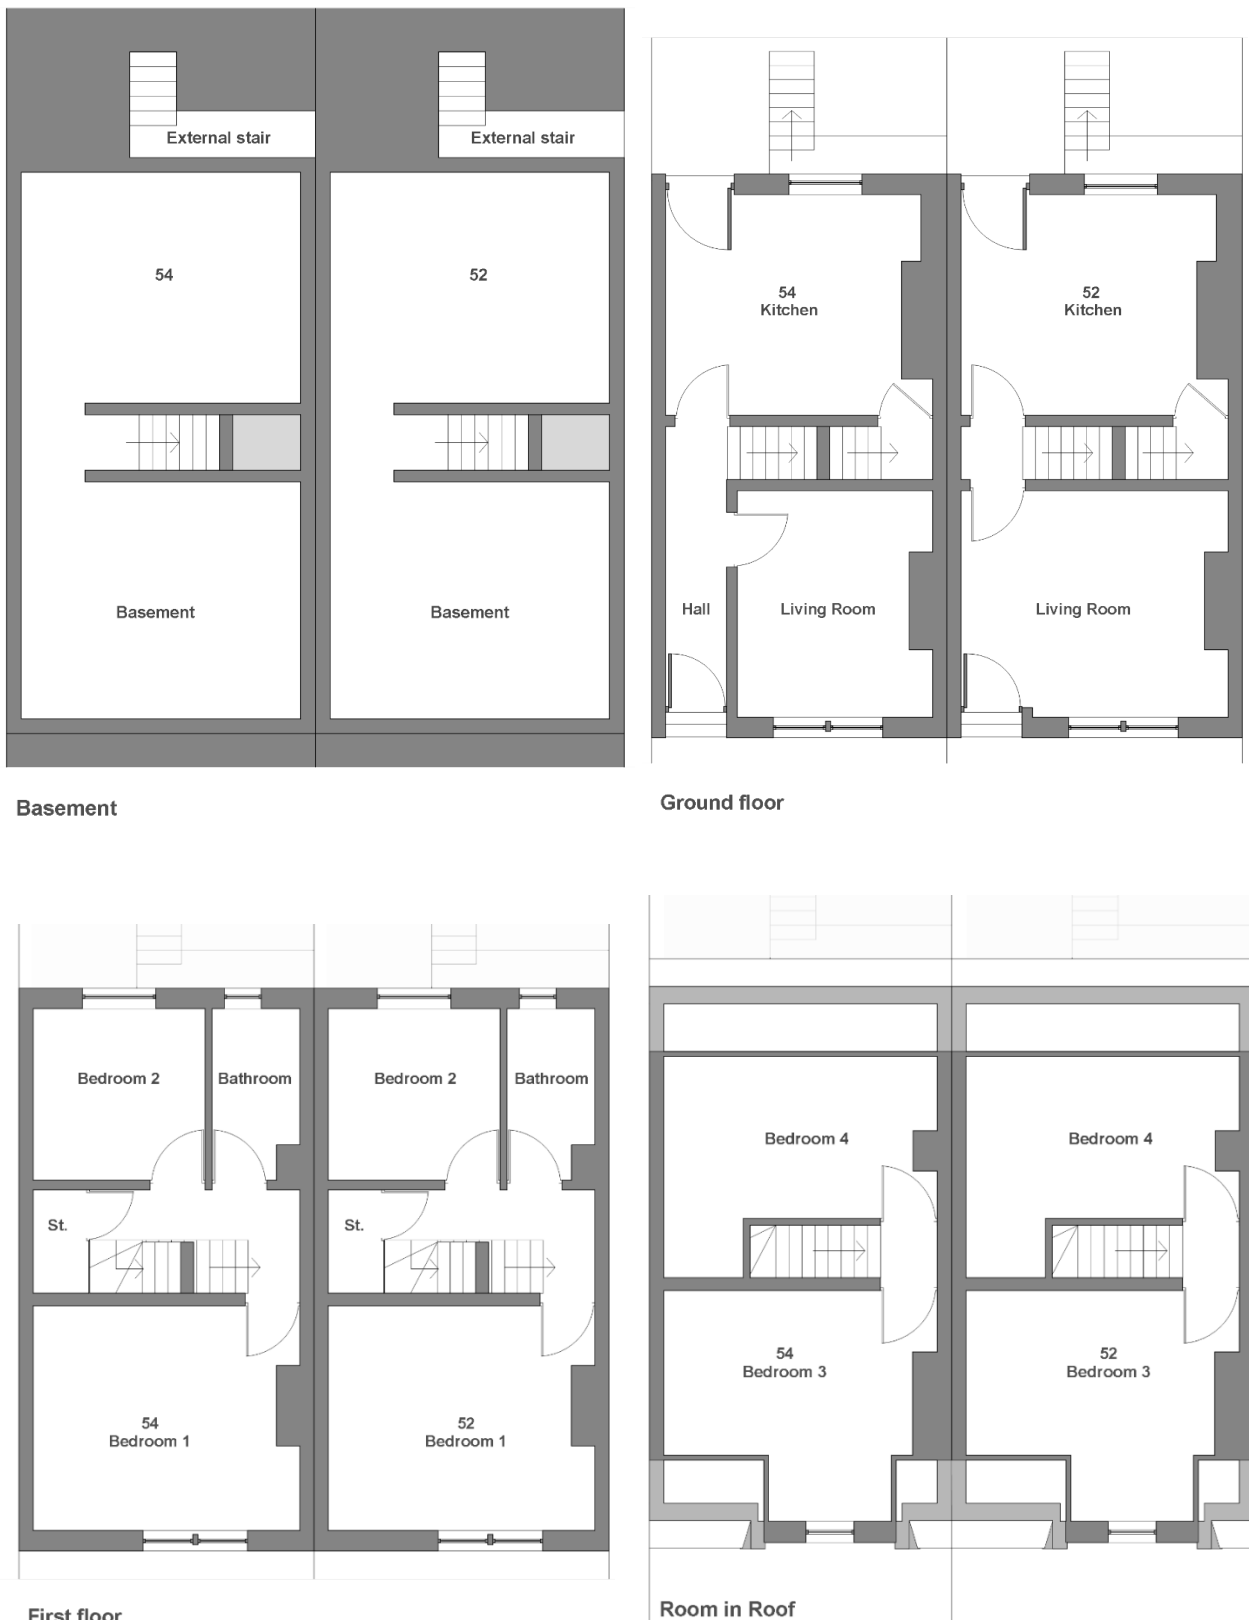 External stair
External stair
54
52
Basement
Basement
Basement
54
Kitchen
52
Kitchen
Hall
Living Room
Living Room
Ground floor
Bedroom 2
Bathroom
Bedroom 2
Bathroom
St.
St.
54
Bedroom 1
52
Bedroom 1
First floor
Bedroom 4
Bedroom 4
54
Bedroom 3
52
Bedroom 3
Room in Roof